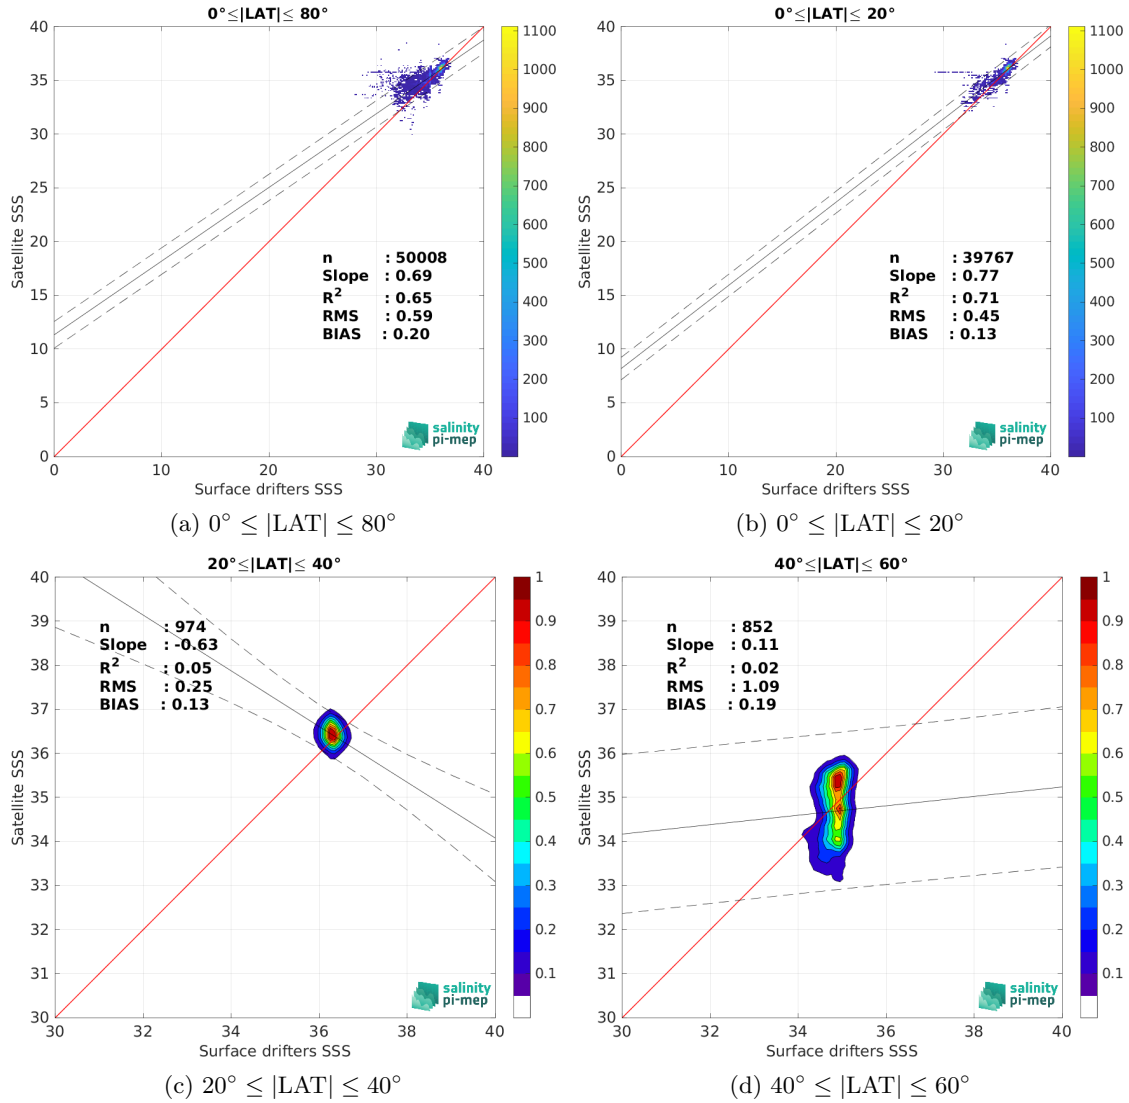 0°≤|LAT|≤ 80°
40
35
30
25
20
15
10
5
0
Satellite SSS
n : 50008
Slope : 0.69
R² : 0.65
RMS : 0.59
BIAS : 0.20
salinity
pi-mep
0 10 20 30 40
Surface drifters SSS
1100
1000
900
800
700
600
500
400
300
200
100
(a) 0° ≤ |LAT| ≤ 80°
0°≤|LAT|≤ 20°
40
35
30
25
20
15
10
5
0
Satellite SSS
n : 39767
Slope : 0.77
R² : 0.71
RMS : 0.45
BIAS : 0.13
salinity
pi-mep
0 10 20 30 40
Surface drifters SSS
1100
1000
900
800
700
600
500
400
300
200
100
(b) 0° ≤ |LAT| ≤ 20°
20°≤|LAT|≤ 40°
40
39
38
37
36
35
34
33
32
31
30
Satellite SSS
n : 974
Slope : -0.63
R² : 0.05
RMS : 0.25
BIAS : 0.13
salinity
pi-mep
30 32 34 36 38 40
Surface drifters SSS
1
0.9
0.8
0.7
0.6
0.5
0.4
0.3
0.2
0.1
(c) 20° ≤ |LAT| ≤ 40°
40°≤|LAT|≤ 60°
40
39
38
37
36
35
34
33
32
31
30
Satellite SSS
n : 852
Slope : 0.11
R² : 0.02
RMS : 1.09
BIAS : 0.19
salinity
pi-mep
30 32 34 36 38 40
Surface drifters SSS
1
0.9
0.8
0.7
0.6
0.5
0.4
0.3
0.2
0.1
(d) 40° ≤ |LAT| ≤ 60°